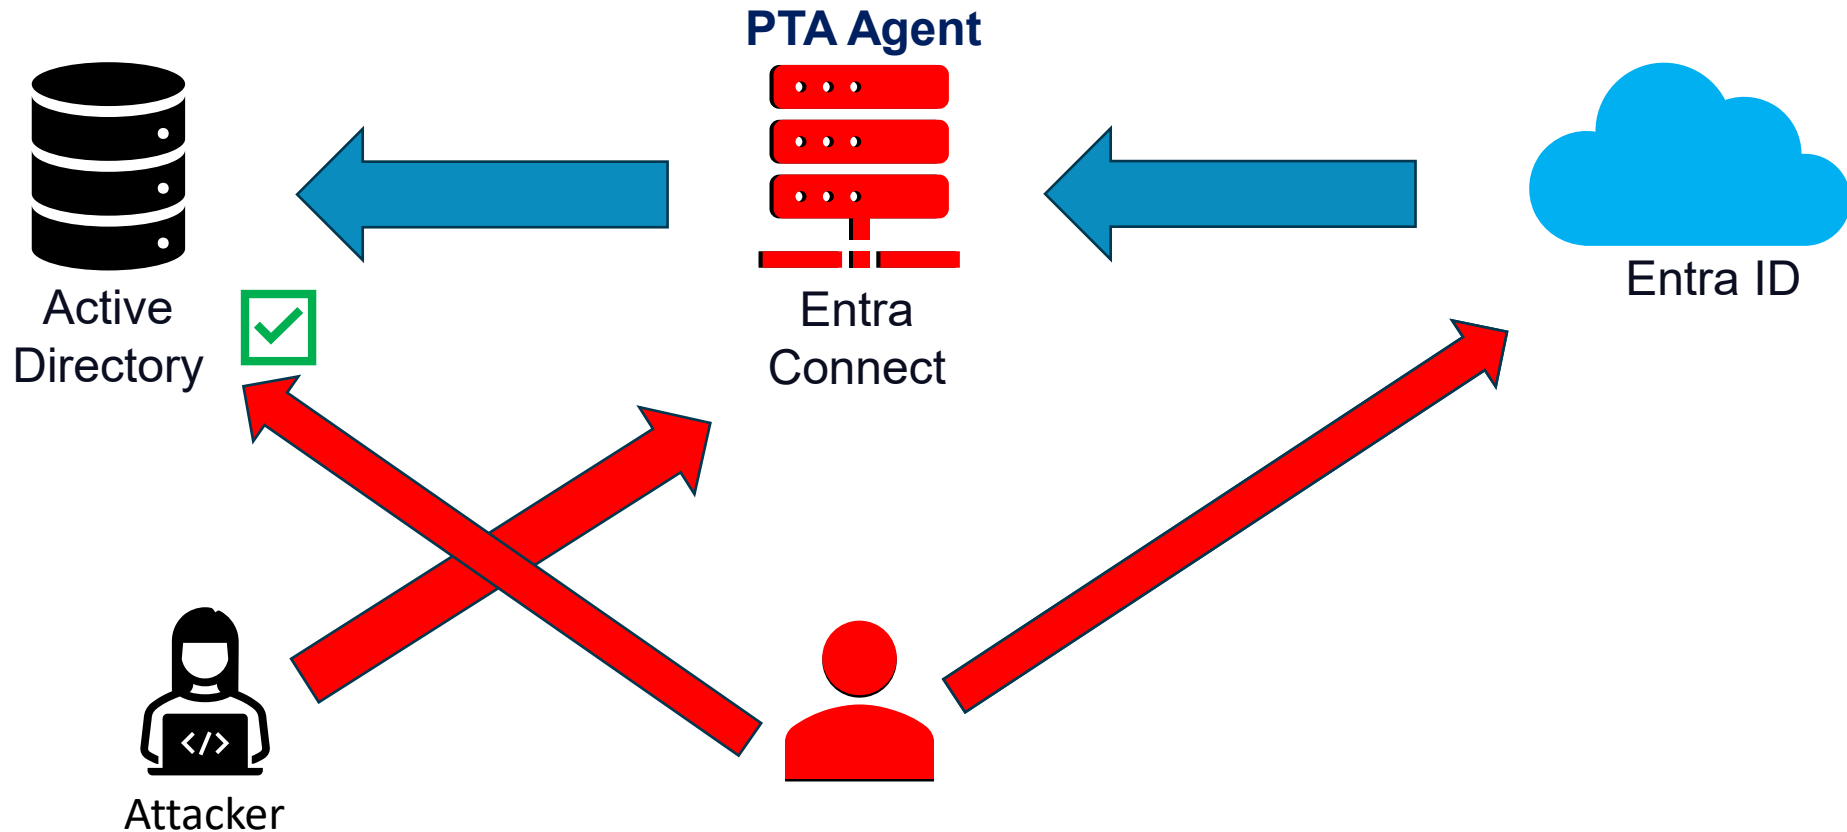 PTA Agent
Active
Directory
Entra
Connect
Entra ID
</>
Attacker